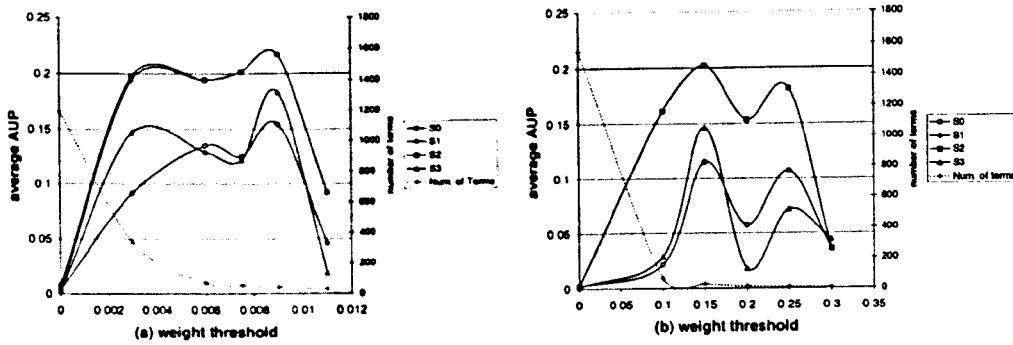 0.25
0.2
0.15
0.1
0.05
0
average AUP
0 0 002 0 004 0 006 0 008 0.01 0 012
(a) weight threshold
1800
1600
1400
1200
1000
800
600
400
200
0
number of terms
S0
S1
S2
S3
Num. of Terms
0 25
0.2
0.15
0.1
0.05
0
average AUP
0 0 05 0.1 0.15 0 2 0.25 0 3 0 35
(b) weight threshold
1800
1600
1400
1200
1000
800
600
400
200
0
number of terms
S0
S1
S2
S3
Num. of terms